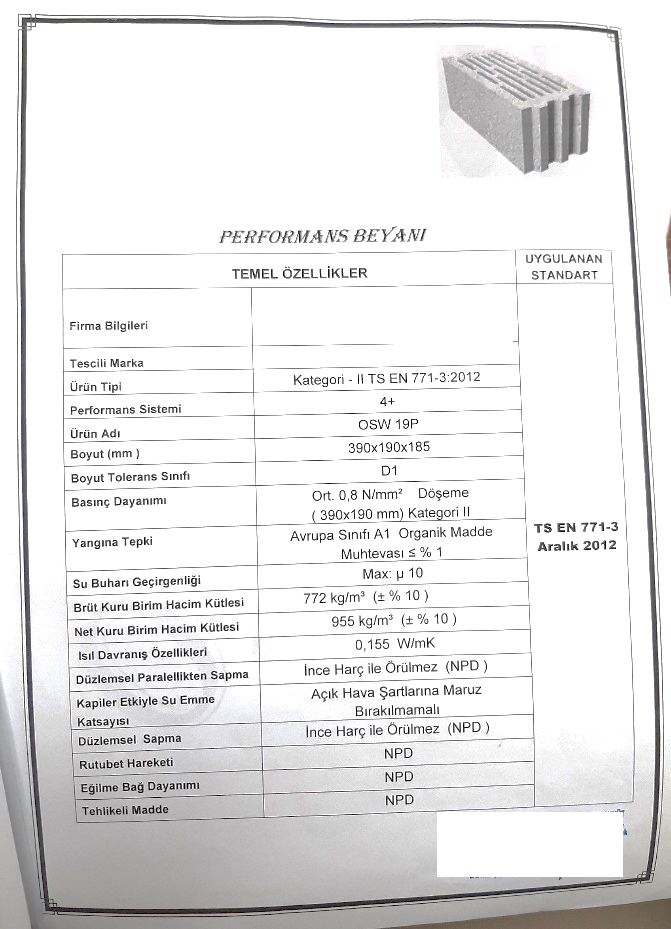 PERFORMANS BEYANI
TEMEL ÖZELLİKLER
UYGULANAN
STANDART
Firma Bilgileri
Tescili Marka
Ürün Tipi
Kategori - II TS EN 771-3:2012
Performans Sistemi
4+
Ürün Adı
OSW 19P
Boyut (mm )
390x190x185
Boyut Tolerans Sınıfı
D1
Basınç Dayanımı
Ort. 0,8 N/mm² Döşeme
( 390x190 mm) Kategori II
Yangına Tepki
Avrupa Sınıfı A1 Organik Madde
Muhtevası ≤ % 1
TS EN 771-3
Aralık 2012
Su Buharı Geçirgenliği
Max: µ 10
Brüt Kuru Birim Hacim Kütlesi
772 kg/m³ (± % 10 )
Net Kuru Birim Hacim Kütlesi
955 kg/m³ (± % 10 )
Isıl Davranış Özellikleri
0,155 W/mK
Düzlemsel Paralellikten Sapma
İnce Harç ile Örülmez (NPD )
Kapiler Etkiyle Su Emme
Katsayısı
Açık Hava Şartlarına Maruz
Bırakılmamalı
Düzlemsel Sapma
İnce Harç ile Örülmez (NPD )
Rutubet Hareketi
NPD
Eğilme Bağ Dayanımı
NPD
Tehlikeli Madde
NPD